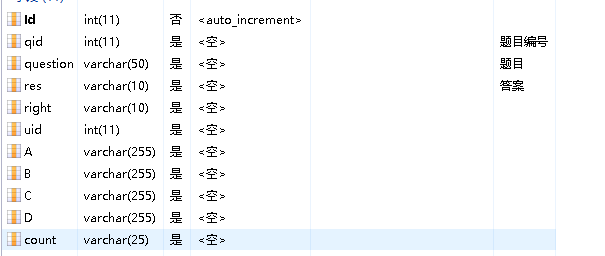 Id int(11) 否 <auto_increment>
qid int(11) 是 <空> 题目编号
question varchar(50) 是 <空> 题目
res varchar(10) 是 <空> 答案
right varchar(10) 是 <空>
uid int(11) 是 <空>
A varchar(255) 是 <空>
B varchar(255) 是 <空>
C varchar(255) 是 <空>
D varchar(255) 是 <空>
count varchar(25) 是 <空>